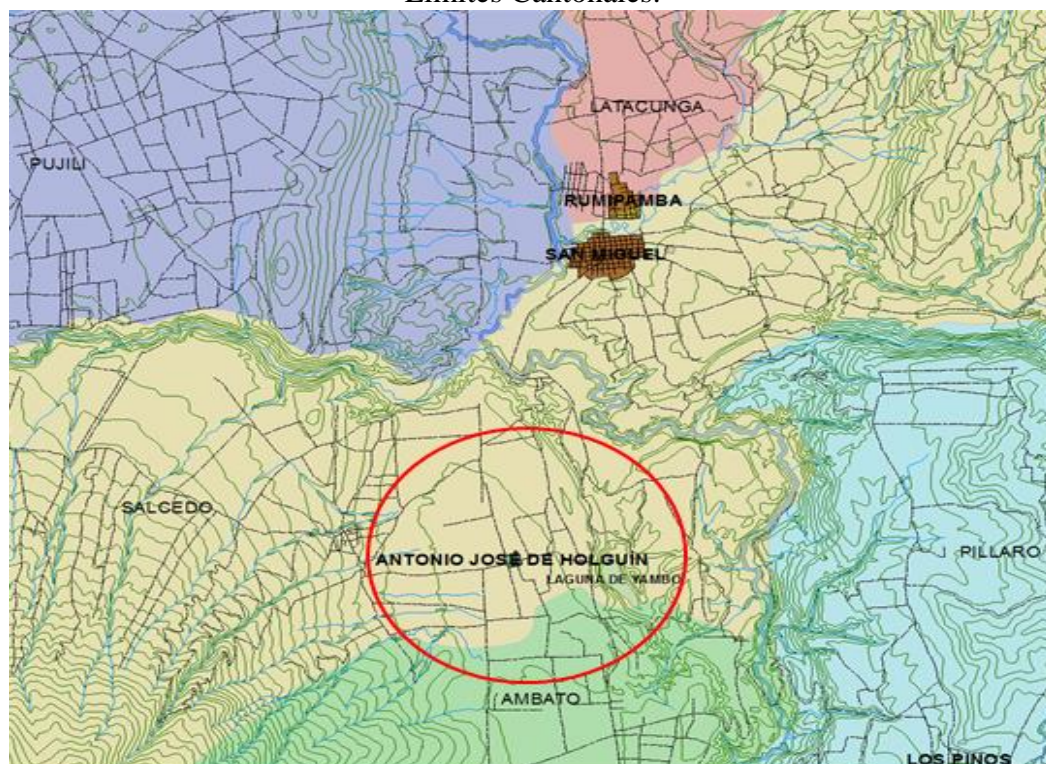 Límites Cantonales.
LATACUNGA
PUJILI
RUMIPAMBA
SAN MIGUEL
SALCEDO
ANTONIO JOSÉ DE HOLGUÍN
LAGUNA DE YAMBO
PILLARO
AMBATO
LOS PINOS